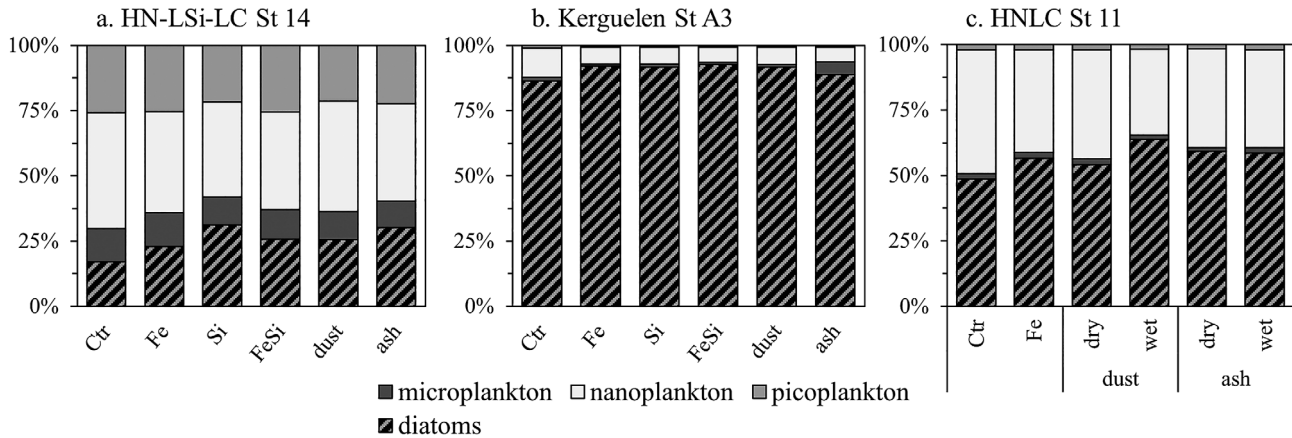 a. HN-LSi-LC St 14
b. Kerguelen St A3
c. HNLC St 11
100%
75%
50%
25%
0%
Ctr
Fe
Si
FeSi
dust
ash
100%
75%
50%
25%
0%
Ctr
Fe
Si
FeSi
dust
ash
100%
75%
50%
25%
0%
Ctr
Fe
dry
wet
dry
wet
dust
ash
microplankton nanoplankton picoplankton
diatoms